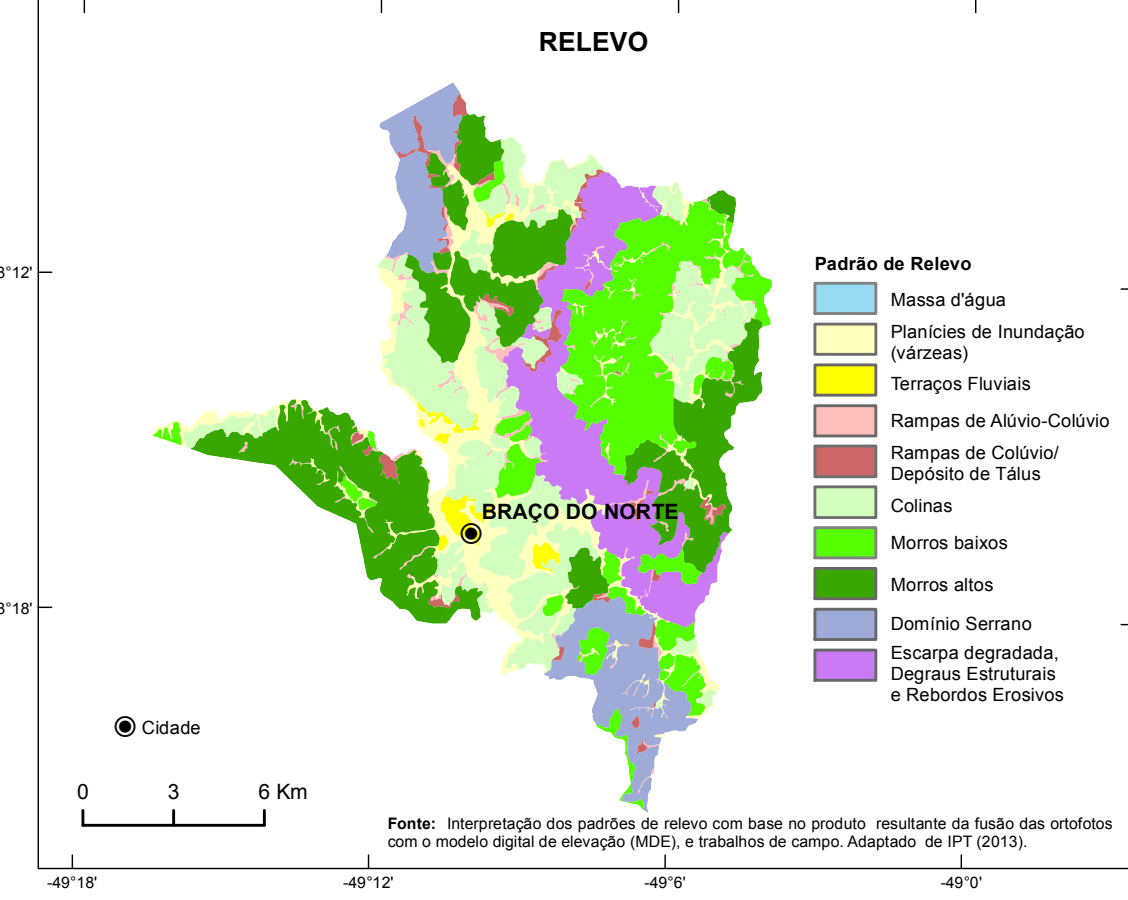 RELEVO
8°12'
8°18'
Padrão de Relevo
Massa d'água
Planícies de Inundação
(várzeas)
Terraços Fluviais
Rampas de Alúvio-Colúvio
Rampas de Colúvio/
Depósito de Tálus
Colinas
Morros baixos
Morros altos
Domínio Serrano
Escarpa degradada,
Degraus Estruturais
e Rebordos Erosivos
BRAÇO DO NORTE
Cidade
0 3 6 Km
Fonte: Interpretação dos padrões de relevo com base no produto resultante da fusão das ortofotos
com o modelo digital de elevação (MDE), e trabalhos de campo. Adaptado de IPT (2013).
-49°18' -49°12' -49°6' -49°0'